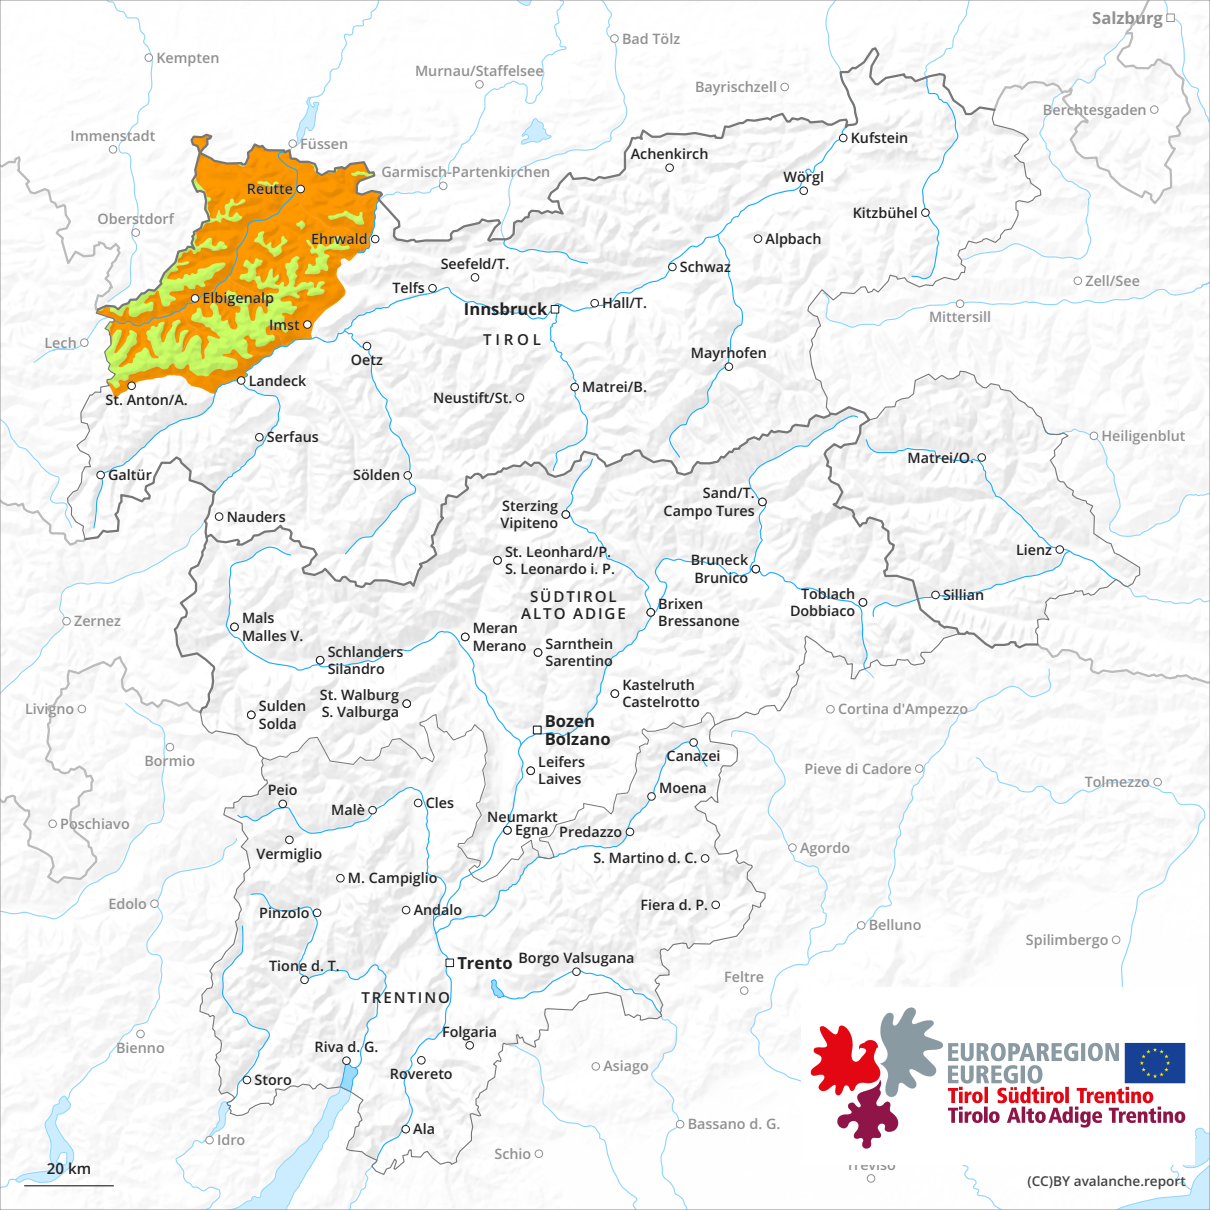 Salzburg
Bad Tölz
Kempten
Murnau/Staffelsee
Bayrischzell
Berchtesgaden
Immenstadt
Füssen
Kufstein
Achenkirch
Garmisch-Partenkirchen
Wörgl
Reutte
Oberstdorf
Kitzbühel
Ehrwald
Alpbach
Seefeld/T.
Schwaz
Telfs
Zell/See
Elbigenalp
Innsbruck
Hall/T.
Mittersill
Imst
TIROL
Lech
Oetz
Mayrhofen
Landeck
Matrei/B.
St. Anton/A.
Neustift/St.
Serfaus
Heiligenblut
Matrei/O.
Galtür
Sölden
Sand/T.
Campo Tures
Sterzing
Vipiteno
Nauders
St. Leonhard/P.
S. Leonardo i. P.
Lienz
Bruneck
Brunico
SÜDTIROL
ALTO ADIGE
Toblach
Dobbiaco
Sillian
Brixen
Bressanone
Zernez
Mals
Malles V.
Meran
Merano
Sarnthein
Sarentino
Schlanders
Silandro
Kastelruth
Castelrotto
St. Walburg
S. Valburga
Livigno
Sulden
Solda
Cortina d'Ampezzo
Bozen
Bolzano
Bormio
Canazei
Leifers
Laives
Pieve di Cadore
Tolmezzo
Peio
Moena
Malè
Cles
Neumarkt
Egna
Predazzo
Poschiavo
Vermiglio
Agordo
S. Martino d. C.
M. Campiglio
Edolo
Pinzolo
Andalo
Fiera d. P.
Belluno
Spilimbergo
Trento
Borgo Valsugana
Tione d. T.
Feltre
TRENTINO
Folgaria
Bienno
Riva d. G.
Rovereto
Asiago
Storo
EUROPAREGION
EUREGIO
Tirol Südtirol Trentino
Tirolo Alto Adige Trentino
Bassano d. G.
Ala
Idro
Schio
Treviso
20 km
(CC)BY avalanche.report